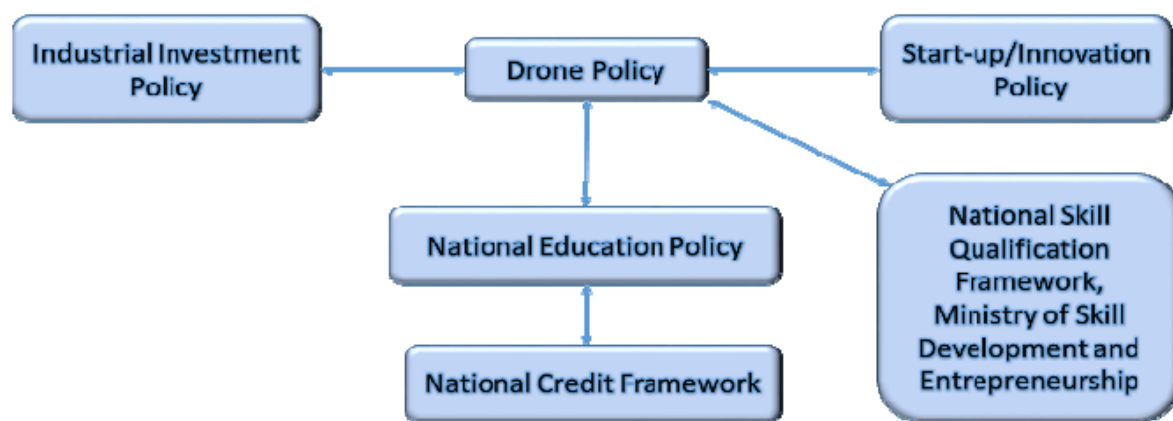 Industrial Investment
Policy
Drone Policy
Start-up/Innovation
Policy
National Education Policy
National Credit Framework
National Skill
Qualification
Framework,
Ministry of Skill
Development and
Entrepreneurship